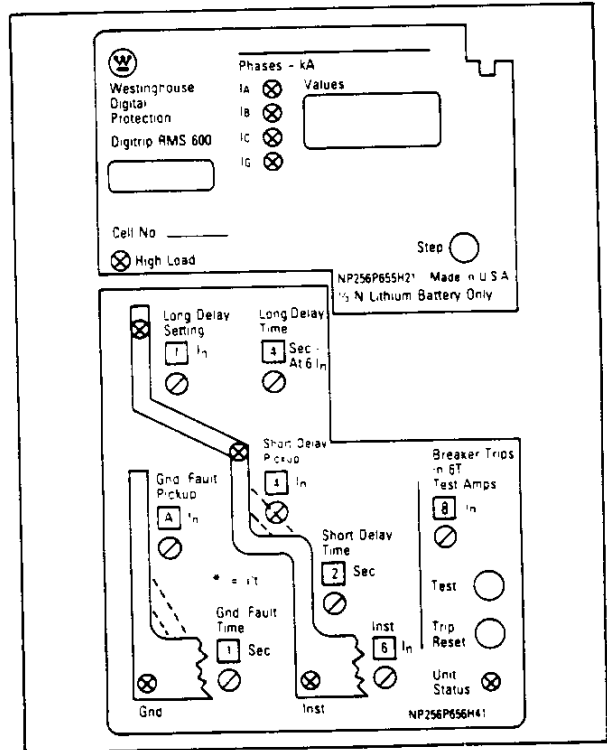 W
Westinghouse
Digital
Protection
Digitrip RMS 600
Phases - kA
IA
IB
IC
IG
Values
Cell No
High Load
Step
NP256P655H21 Made in U.S.A
½ N Lithium Battery Only
Long Delay
Setting
1 In
Long Delay
Time
4 Sec -
At 6 In
Short Delay
Pickup
4 In
Gnd Fault
Pickup
A In
Breaker Trips
in 6T
Test Amps
8 In
Short Delay
Time
2 Sec
* = I²t
Gnd Fault
Time
1 Sec
Inst
6 In
Test
Trip
Reset
Unit
Status
Gnd
Inst
NP256P656H41